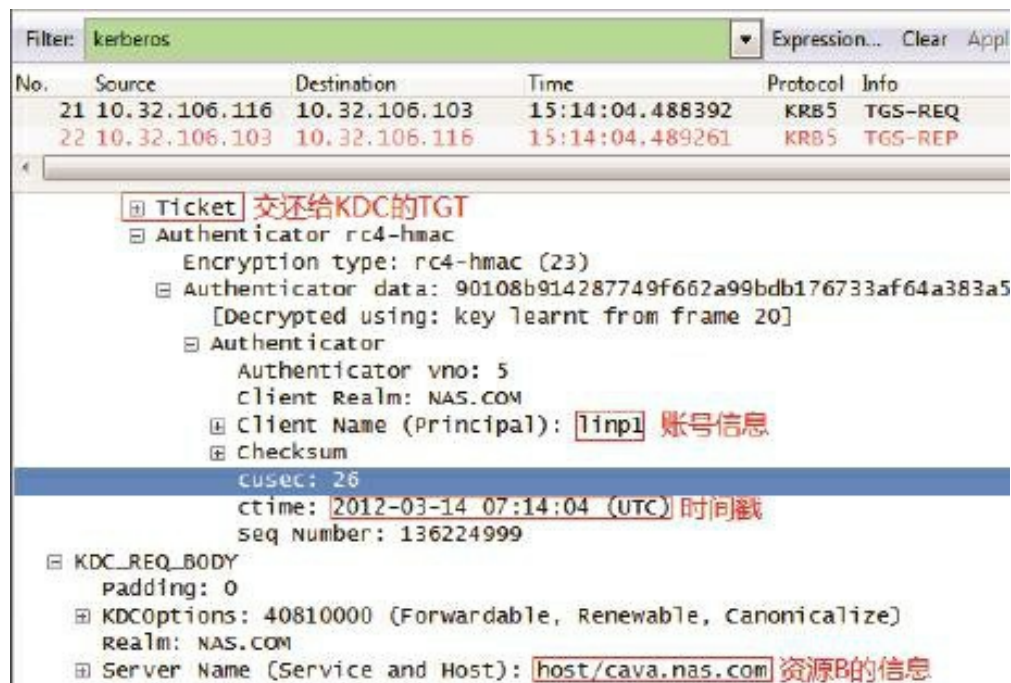 Filter: kerberos Expression... Clear Appl
No. Source Destination Time Protocol Info
21 10.32.106.116 10.32.106.103 15:14:04.488392 KRB5 TGS-REQ
22 10.32.106.103 10.32.106.116 15:14:04.489261 KRB5 TGS-REP
Ticket 交还给KDC的TGT
Authenticator rc4-hmac
Encryption type: rc4-hmac (23)
Authenticator data: 90108b914287749f662a99bdb176733af64a383a5
[Decrypted using: key learnt from frame 20]
Authenticator
Authenticator vno: 5
Client Realm: NAS.COM
Client Name (Principal): linp1 账号信息
Checksum
cusec: 26
ctime: 2012-03-14 07:14:04 (UTC) 时间戳
Seq Number: 136224999
KDC_REQ_BODY
Padding: 0
KDCOptions: 40810000 (Forwardable, Renewable, Canonicalize)
Realm: NAS.COM
Server Name (Service and Host): host/cava.nas.com 资源B的信息